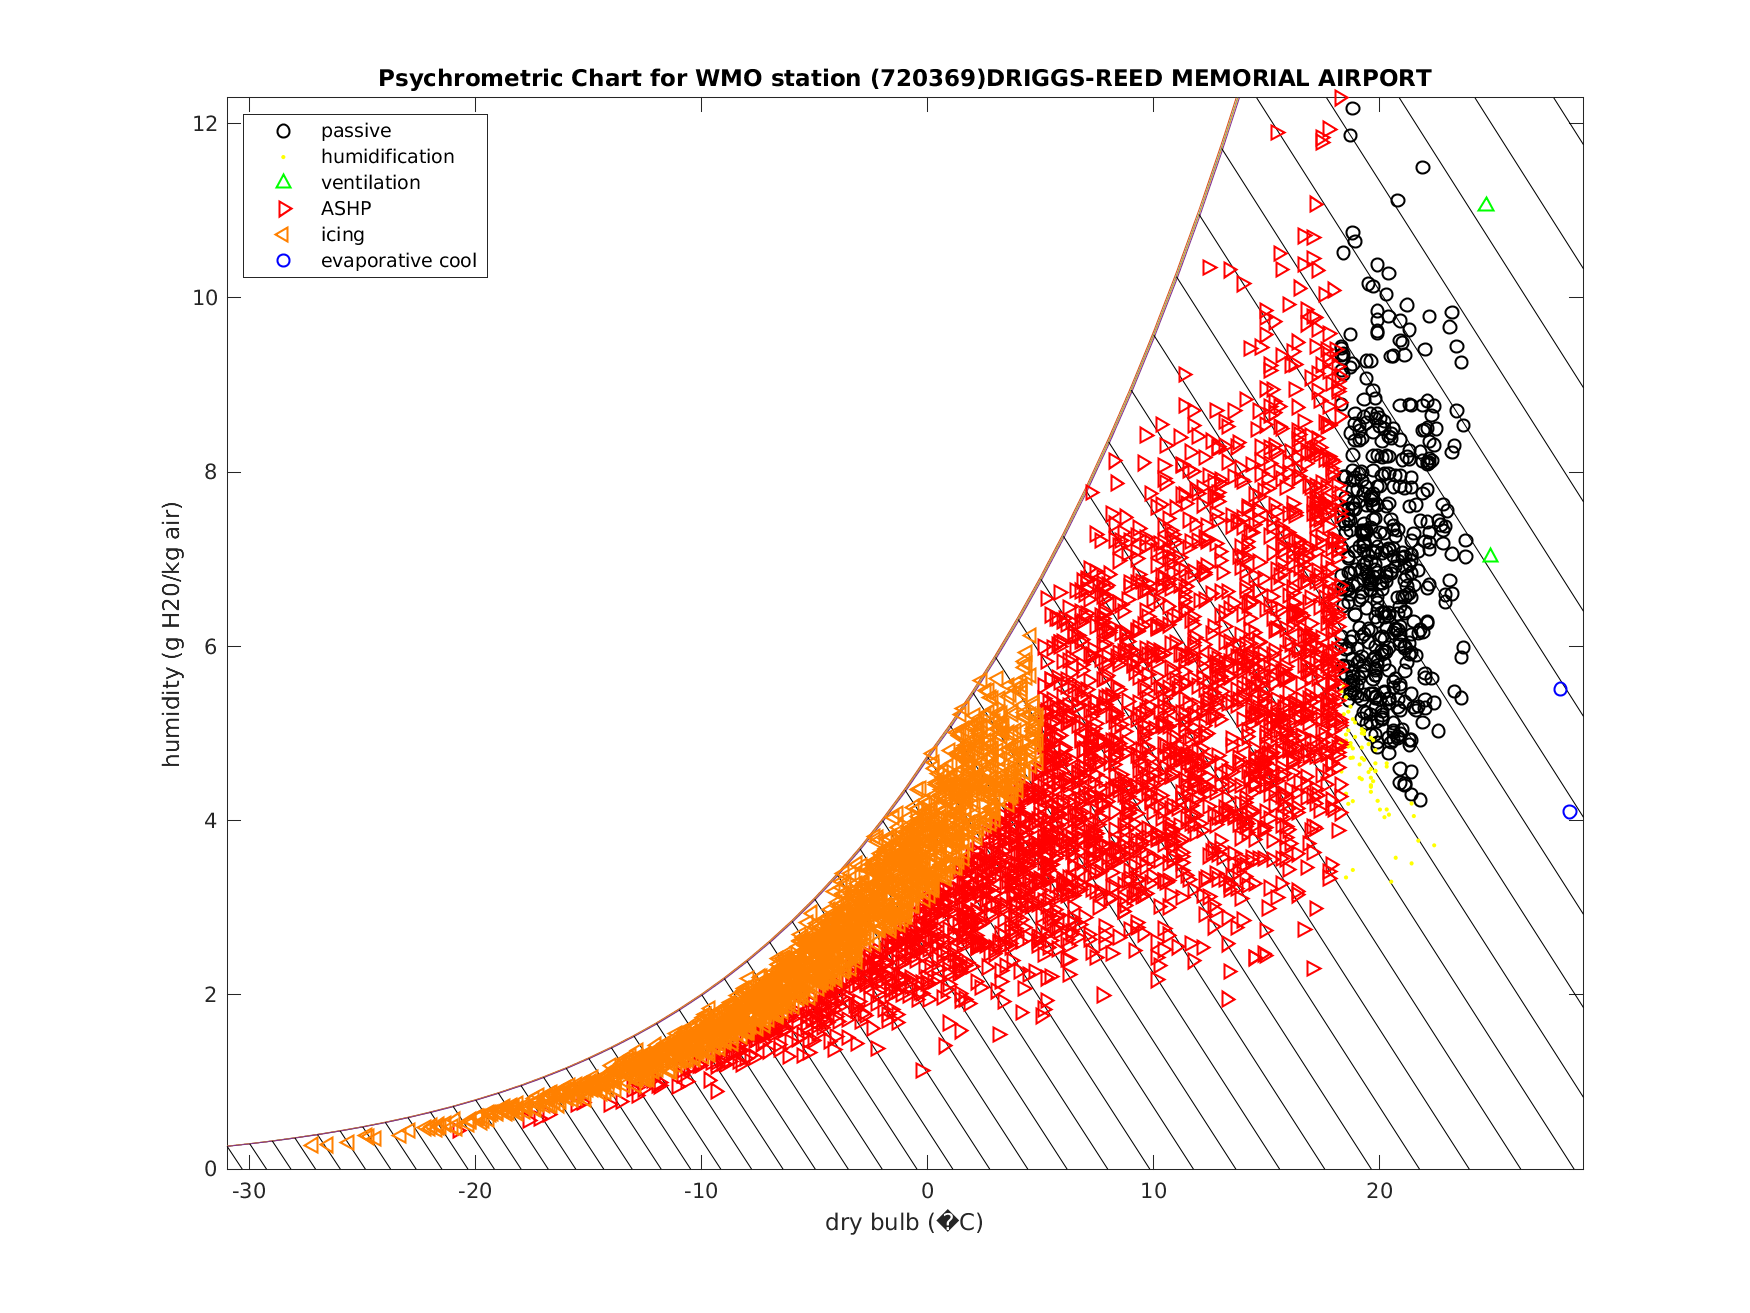 Psychrometric Chart for WMO station (720369)DRIGGS-REED MEMORIAL AIRPORT
passive
humidification
ventilation
ASHP
icing
evaporative cool
12
10
8
6
4
2
0
humidity (g H20/kg air)
-30 -20 -10 0 10 20
dry bulb (�C)